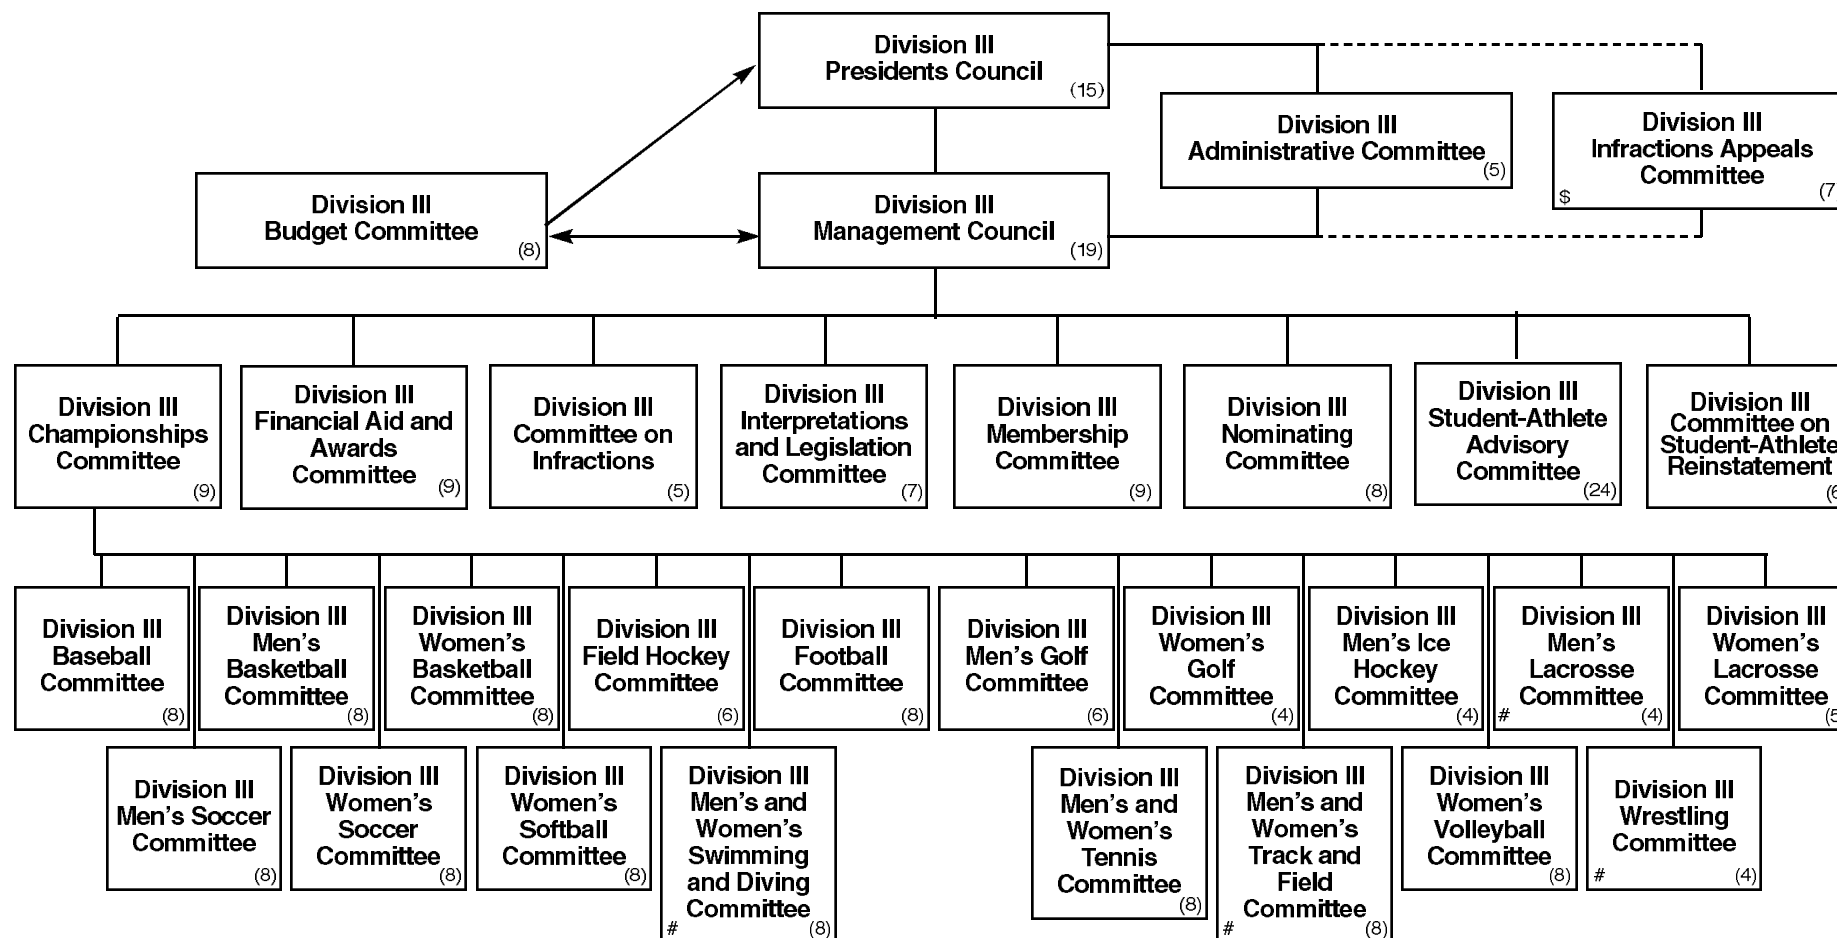 Division III
Presidents Council
(15)
Division III
Administrative Committee
(5)
Division III
Infractions Appeals
Committee
$
(7
Division III
Budget Committee
(8)
Division III
Management Council
(19)
Division III
Championships
Committee
(9)
Division III
Financial Aid and
Awards
Committee
(9)
Division III
Committee on
Infractions
(5)
Division III
Interpretations
and Legislation
Committee
(7)
Division III
Membership
Committee
(9)
Division III
Nominating
Committee
(8)
Division III
Student-Athlete
Advisory
Committee
(24)
Division III
Committee on
Student-Athlete
Reinstatement
(6
Division III
Baseball
Committee
(8)
Division III
Men's
Basketball
Committee
(8)
Division III
Women's
Basketball
Committee
(8)
Division III
Field Hockey
Committee
(6)
Division III
Football
Committee
(8)
Division III
Men's Golf
Committee
(6)
Division III
Women's
Golf
Committee
(4)
Division III
Men's Ice
Hockey
Committee
(4)
Division III
Men's
Lacrosse
Committee
#
(4)
Division III
Women's
Lacrosse
Committee
(5
Division III
Men's Soccer
Committee
(8)
Division III
Women's
Soccer
Committee
(8)
Division III
Women's
Softball
Committee
(8)
Division III
Men's and
Women's
Swimming
and Diving
Committee
#
(8)
Division III
Men's and
Women's
Tennis
Committee
(8)
Division III
Men's and
Women's
Track and
Field
Committee
#
(8)
Division III
Women's
Volleyball
Committee
(8)
Division III
Wrestling
Committee
#
(4)